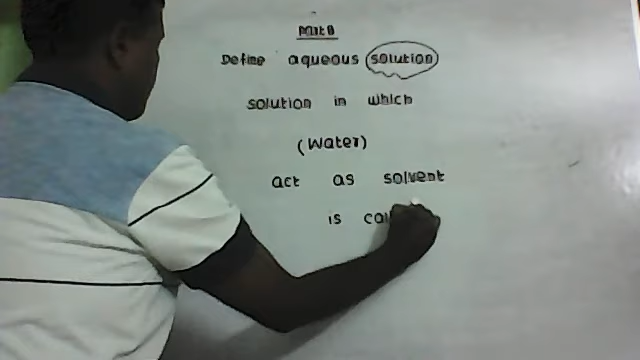 Define aqueous solution
solution in which
(Water)
act as solvent
is